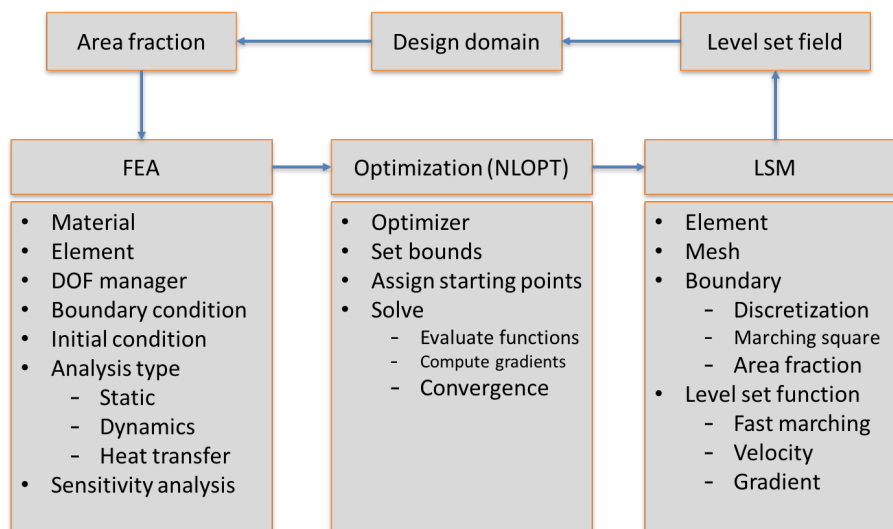 Area fraction
Design domain
Level set field
FEA
Optimization (NLOPT)
LSM
• Material
• Element
• DOF manager
• Boundary condition
• Initial condition
• Analysis type
- Static
- Dynamics
- Heat transfer
• Sensitivity analysis
• Optimizer
• Set bounds
• Assign starting points
• Solve
- Evaluate functions
- Compute gradients
- Convergence
• Element
• Mesh
• Boundary
- Discretization
- Marching square
- Area fraction
• Level set function
- Fast marching
- Velocity
- Gradient